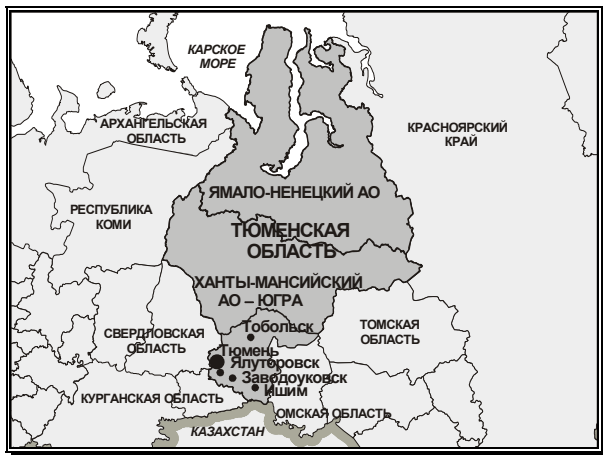 КАРСКОЕ
МОРЕ
АРХАНГЕЛЬСКАЯ
ОБЛАСТЬ
КРАСНОЯРСКИЙ
КРАЙ
ЯМАЛО-НЕНЕЦКИЙ АО
РЕСПУБЛИКА
КОМИ
ТЮМЕНСКАЯ
ОБЛАСТЬ
ХАНТЫ-МАНСИЙСКИЙ
АО – ЮГРА
СВЕРДЛОВСКАЯ
ОБЛАСТЬ
Тобольск
ТОМСКАЯ
ОБЛАСТЬ
Тюмень
Ялуторовск
Заводоуковск
Ишим
КУРГАНСКАЯ ОБЛАСТЬ
ОМСКАЯ ОБЛАСТЬ
КАЗАХСТАН